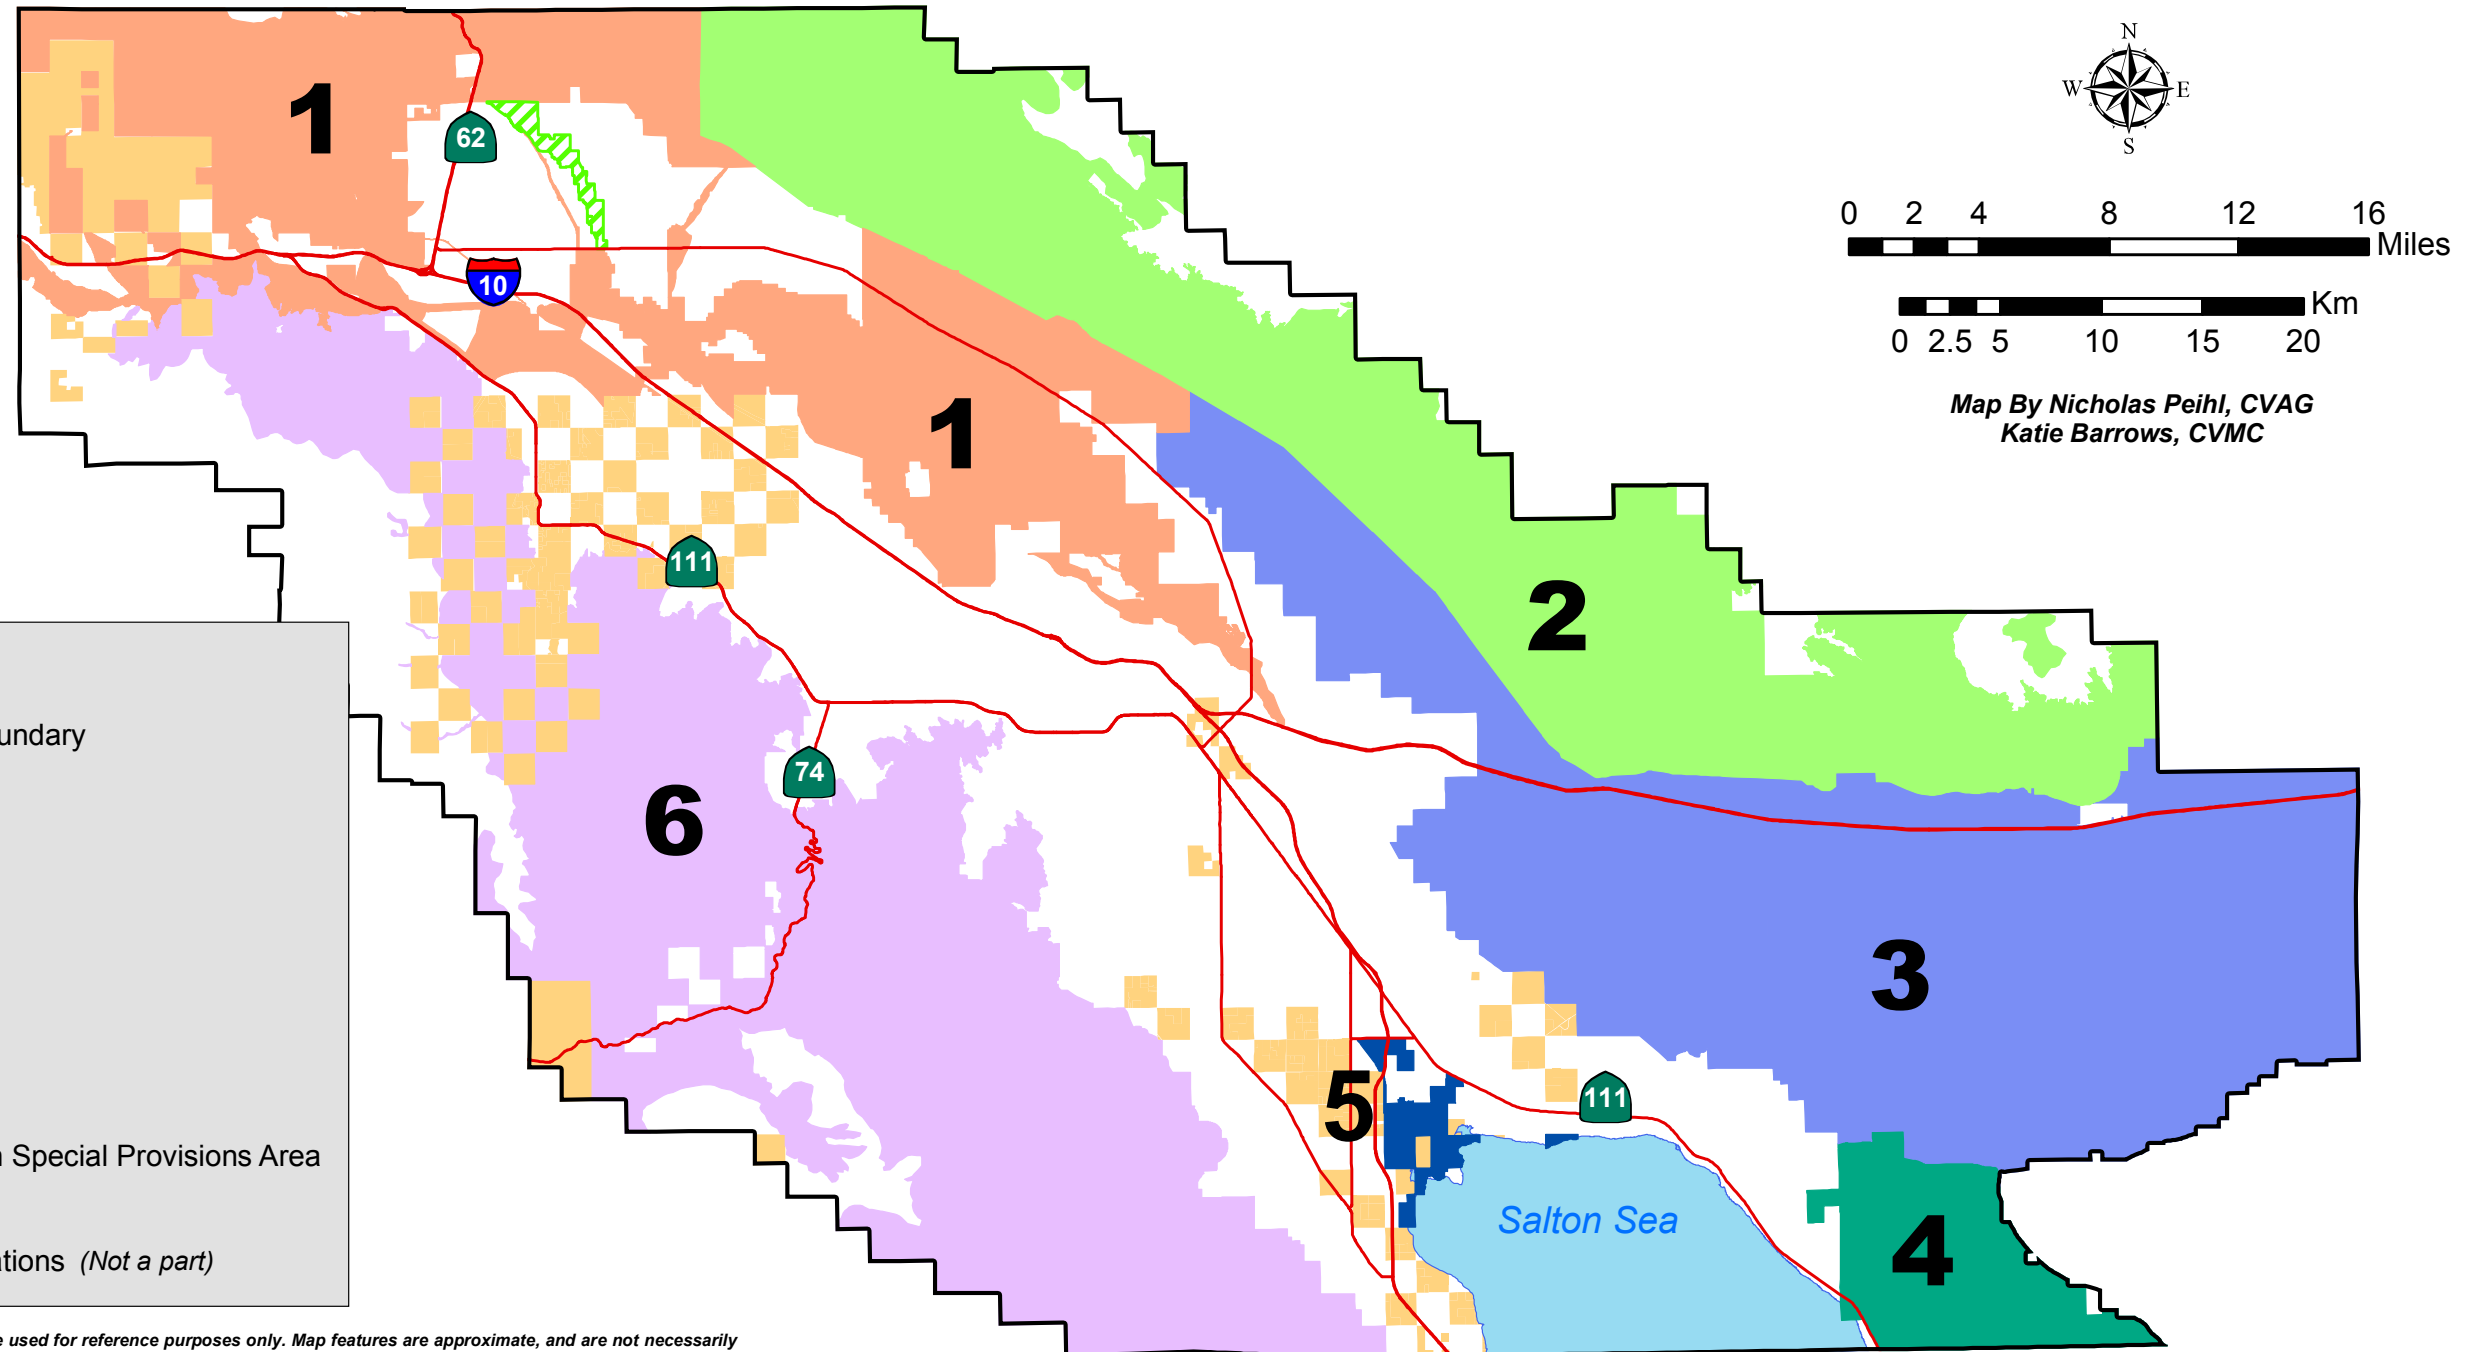 N
W E
S
1
62
0 2 4 8 12 16
Miles
10
Km
0 2.5 5 10 15 20
Map By Nicholas Peihl, CVAG
Katie Barrows, CVMC
1
111
2
74
6
3
5
111
Salton Sea
4
Special Provisions Area
(Not a part)
used for reference purposes only. Map features are approximate, and are not necessarily